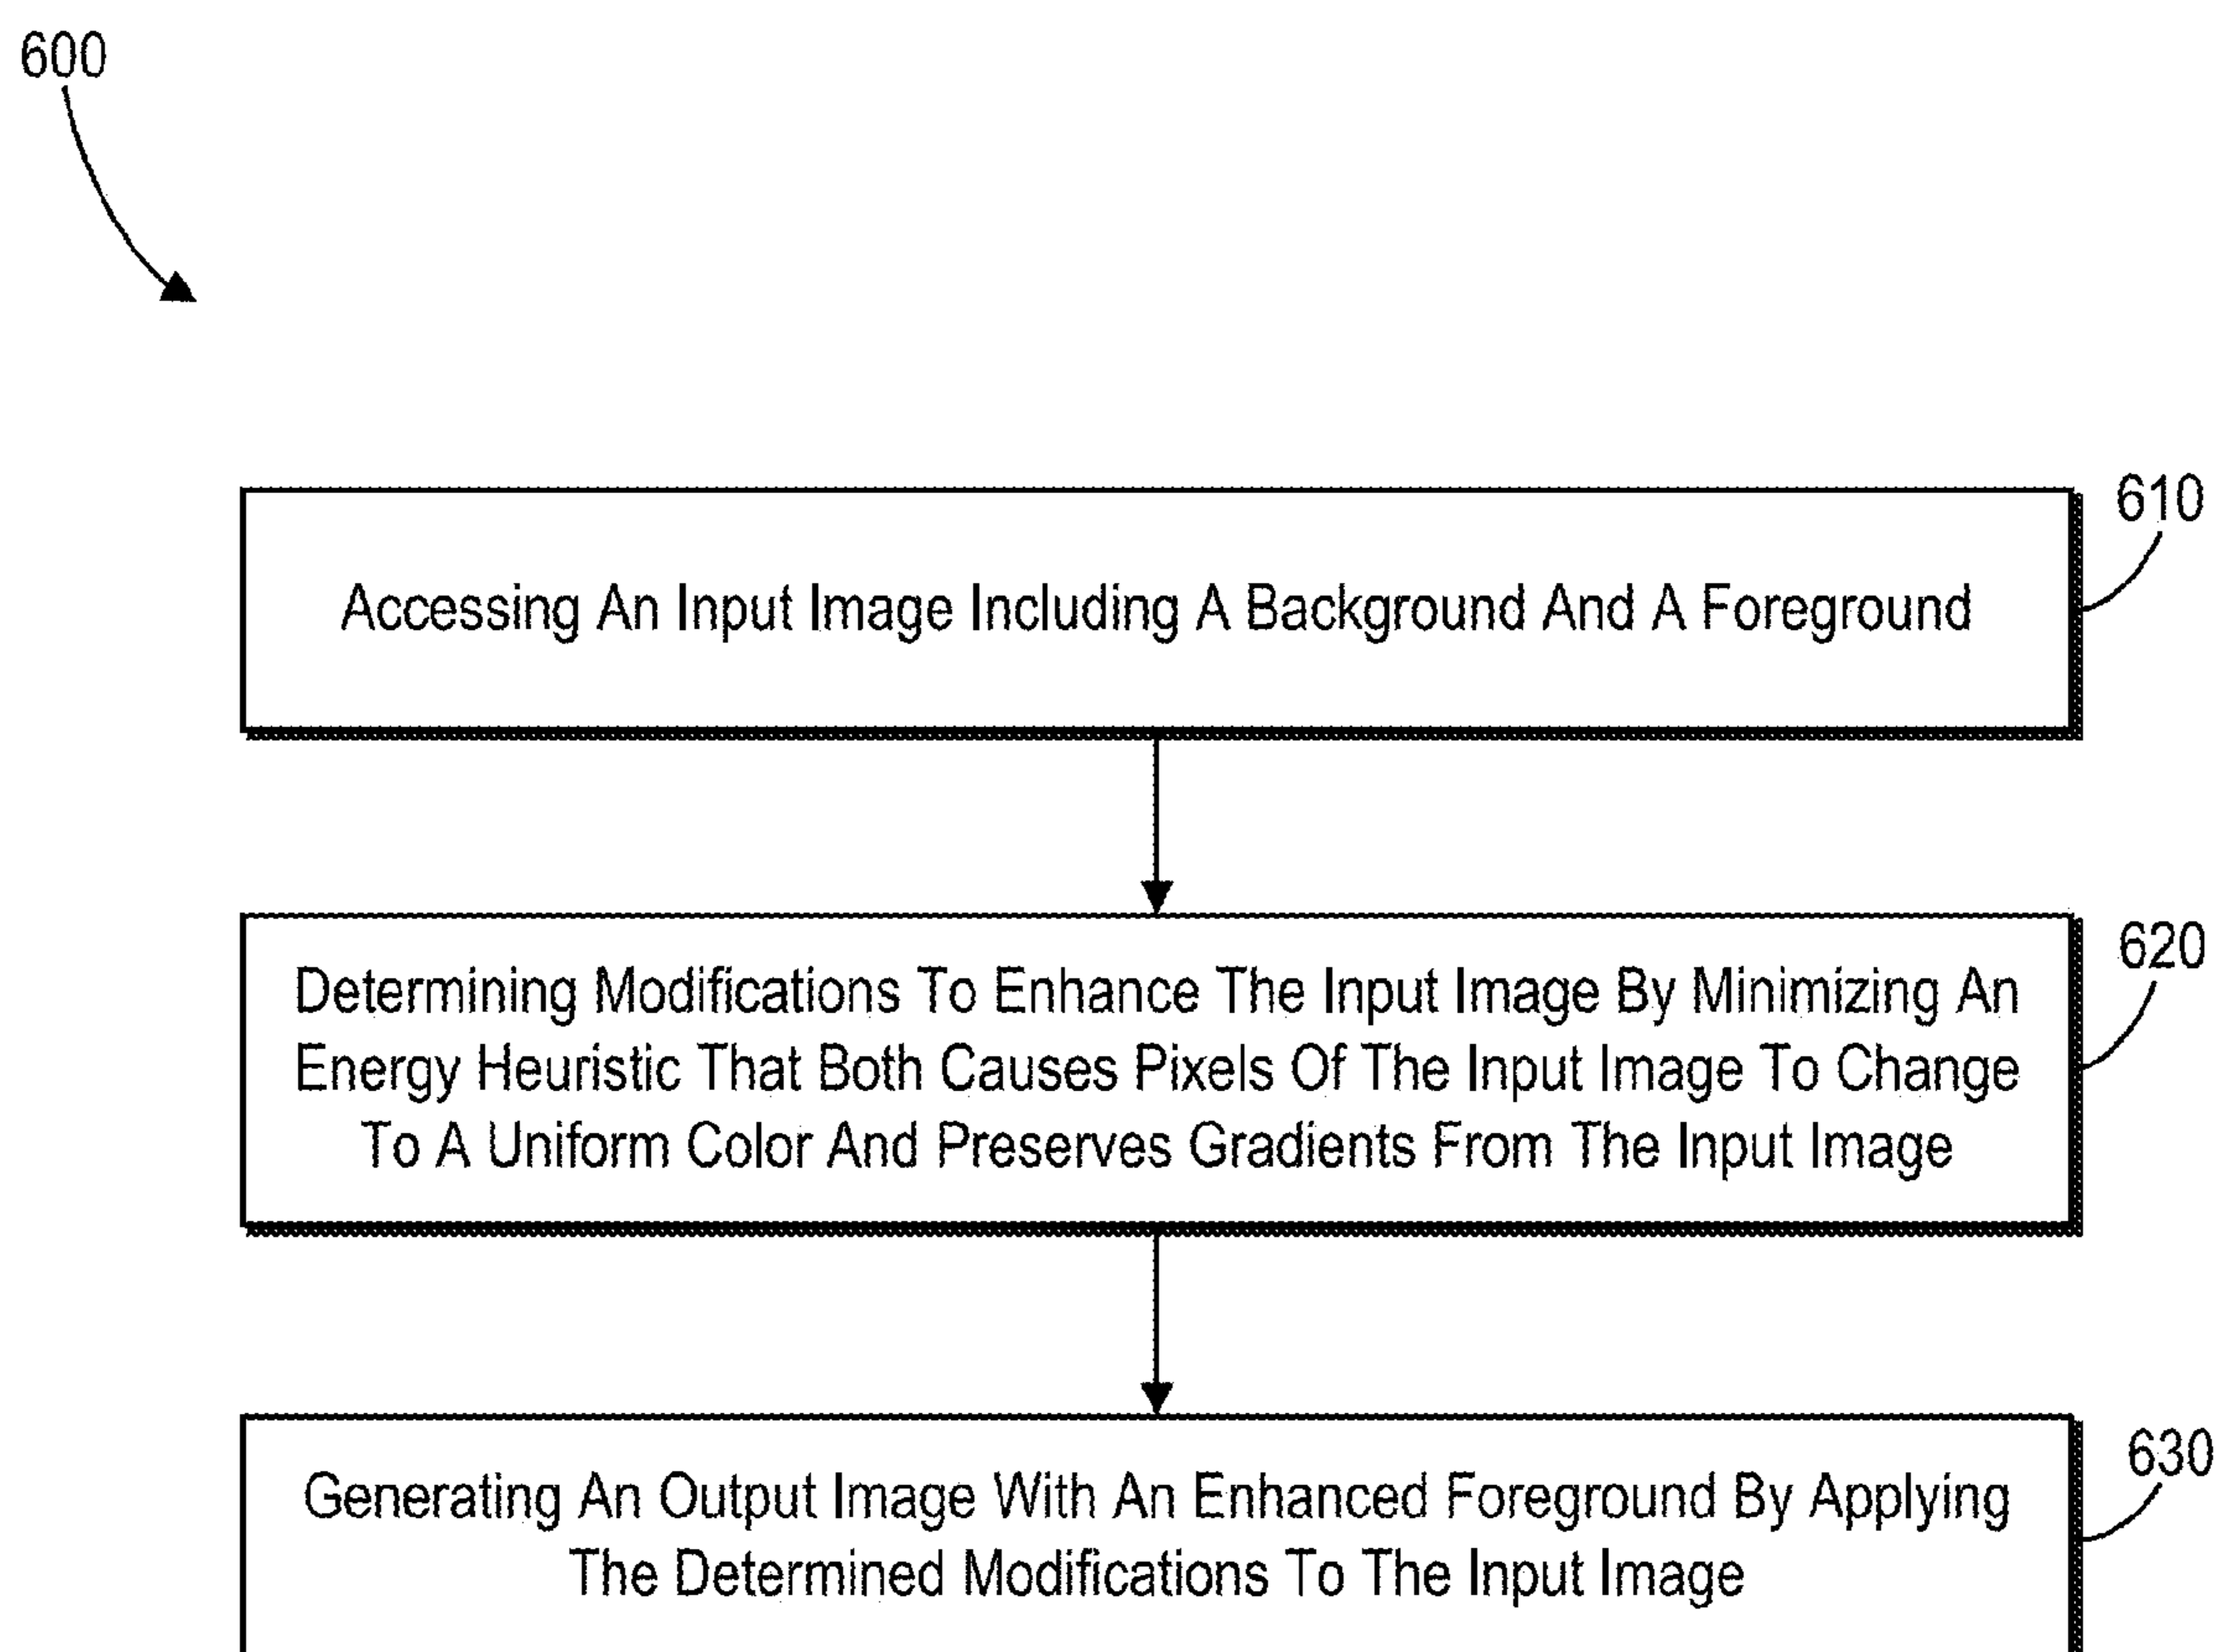 600
610
Accessing An Input Image Including A Background And A Foreground
620
Determining Modifications To Enhance The Input Image By Minimizing An
Energy Heuristic That Both Causes Pixels Of The Input Image To Change
To A Uniform Color And Preserves Gradients From The Input Image
630
Generating An Output Image With An Enhanced Foreground By Applying
The Determined Modifications To The Input Image